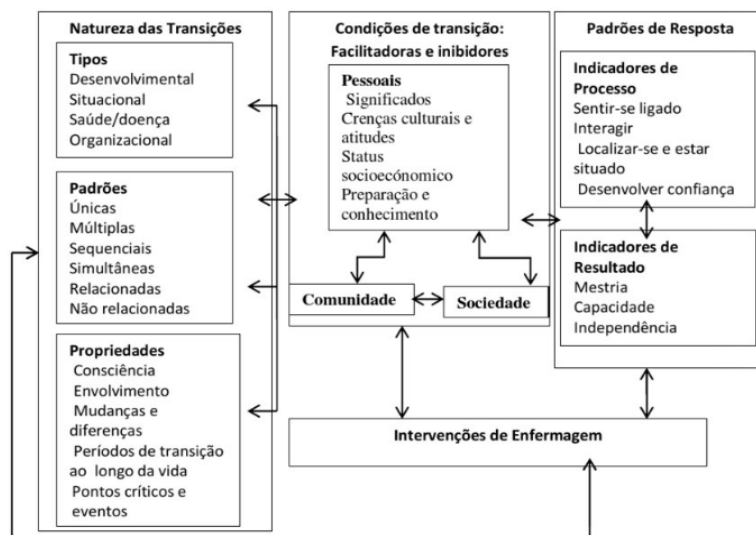 Natureza das Transições
Tipos
Desenvolvimental
Situacional
Saúde/doença
Organizacional
Padrões
Únicas
Múltiplas
Sequenciais
Simultâneas
Relacionadas
Não relacionadas
Propriedades
Consciência
Envolvimento
Mudanças e
diferenças
Períodos de transição
ao longo da vida
Pontos críticos e
eventos
Condições de transição:
Facilitadoras e inibidores
Pessoais
Significados
Crenças culturais e
atitudes
Status
socioecónomico
Preparação e
conhecimento
Comunidade
Sociedade
Padrões de Resposta
Indicadores de
Processo
Sentir-se ligado
Interagir
Localizar-se e estar
situado
Desenvolver confiança
Indicadores de
Resultado
Mestria
Capacidade
Independência
Intervenções de Enfermagem